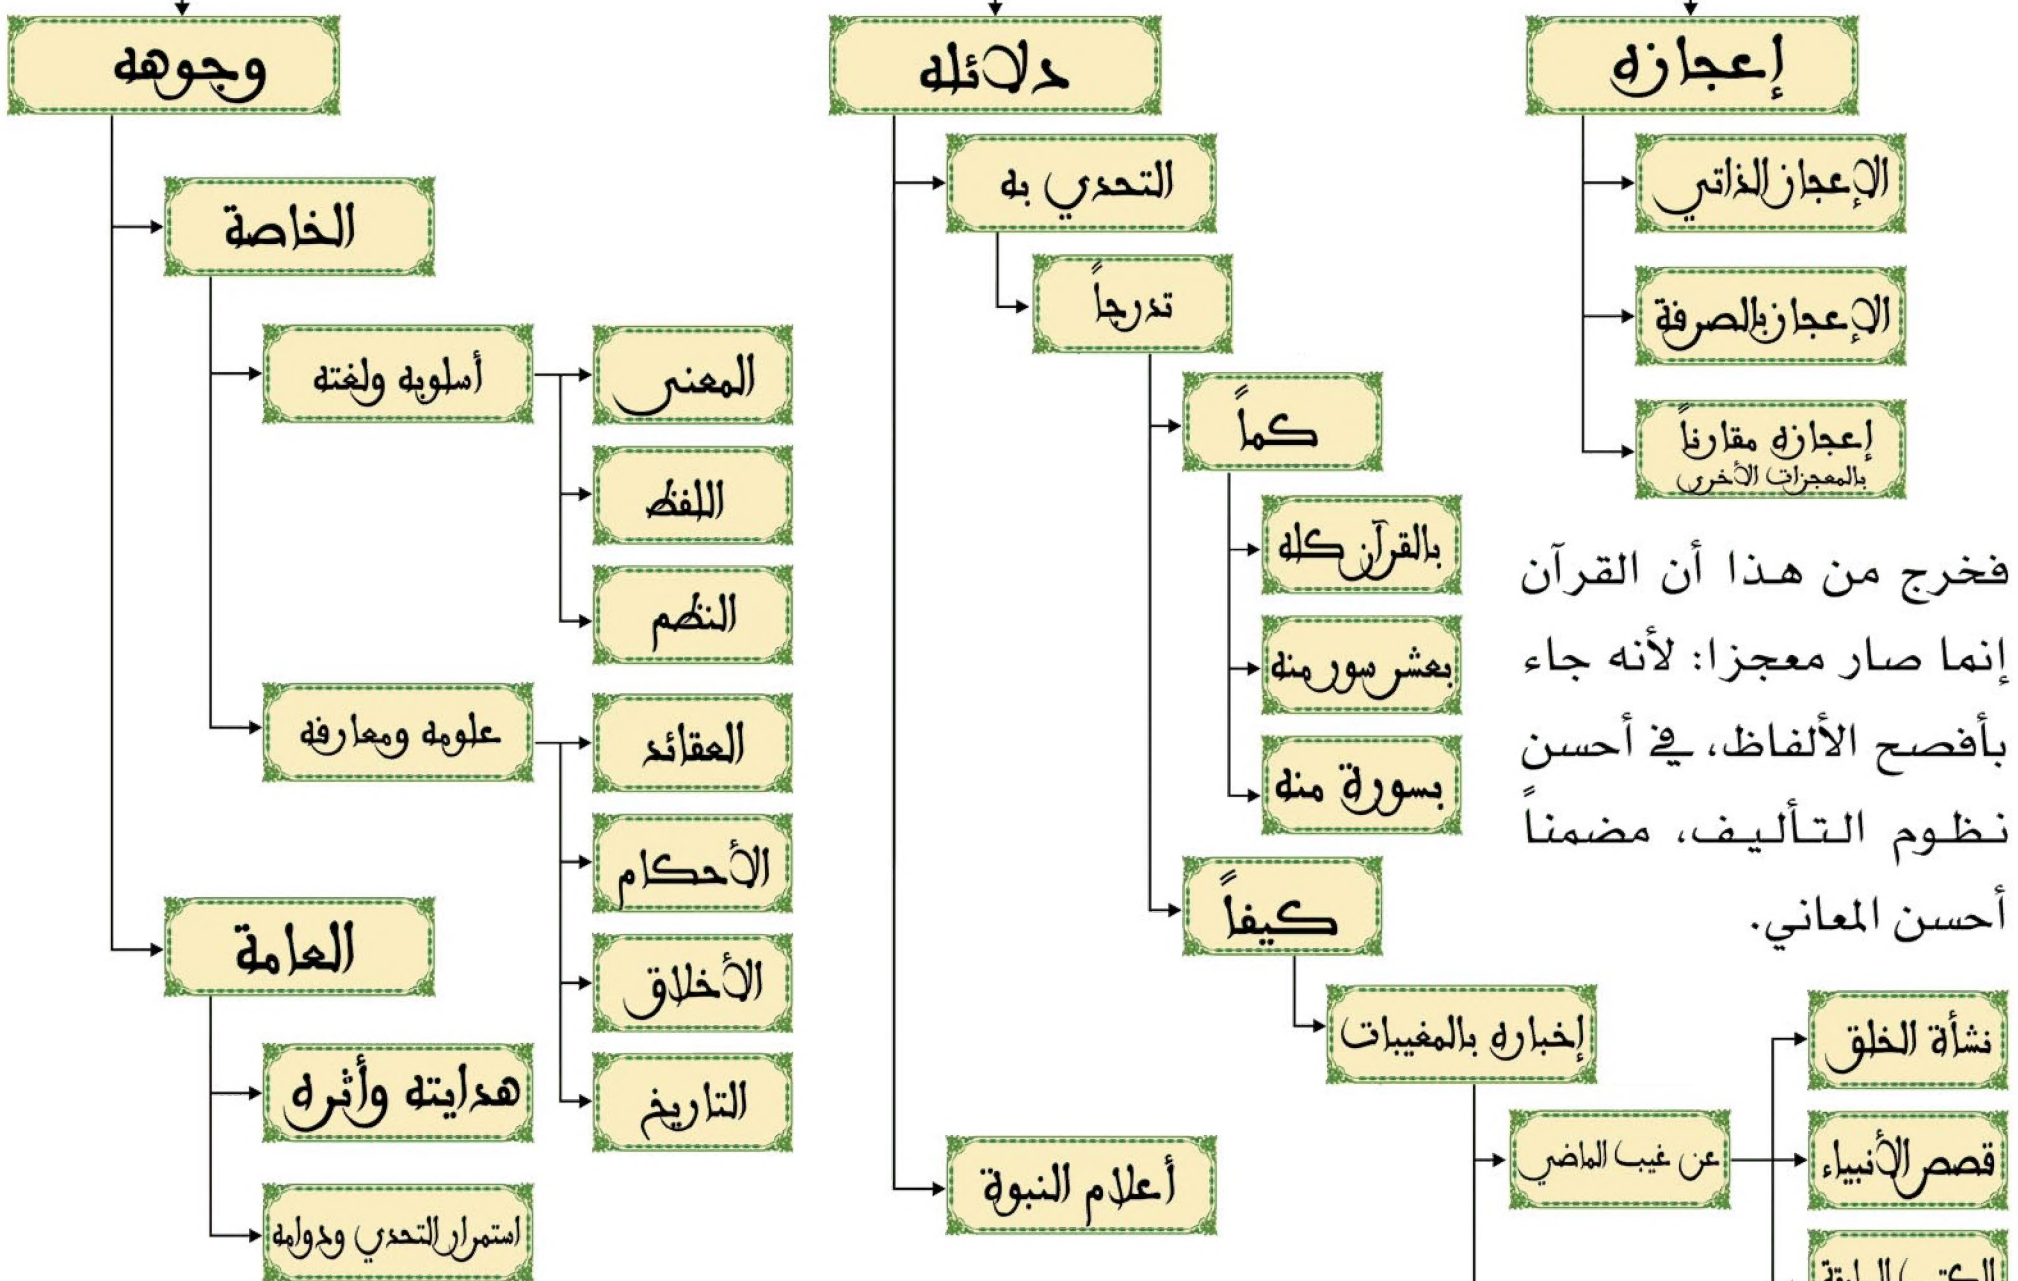 إعجازه
الإعجاز الذاتي
الإعجاز بالصرفة
إعجازه مقارناً
بالمعجزات الأخرى
فخرج من هذا أن القرآن
إنما صار معجزا: لأنه جاء
بأفصح الألفاظ، في أحسن
نظوم التأليف، مضمناً
أحسن المعاني.
دلائله
التحدي به
تدرجاً
كماً
بالقرآن كله
بعشر سور منه
بسورة منه
كيفاً
إخباره بالمغيبات
عن غيب الماضي
نشأة الخلق
قصص الأنبياء
أعلام النبوة
وجوهه
الخاصة
أسلوبه ولغته
المعنى
اللفظ
النظم
علومه ومعارفه
العقائد
الأحكام
الأخلاق
التاريخ
العامة
هدايته وأثره
استمرار التحدي ودوامه